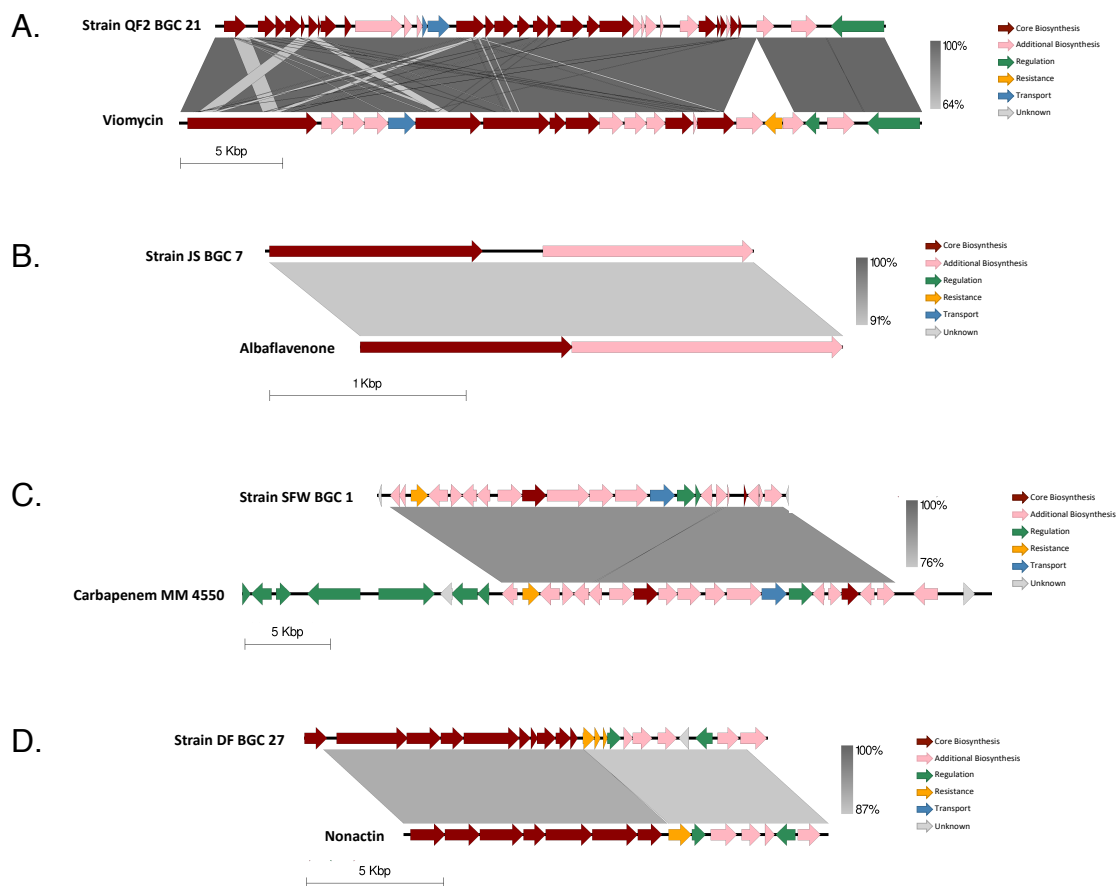 A.
Strain QF2 BGC 21
Viomycin
5 Kbp
100%
64%
Core Biosynthesis
Additional Biosynthesis
Regulation
Resistance
Transport
Unknown
B.
Strain JS BGC 7
Albaflavenone
1 Kbp
100%
91%
Core Biosynthesis
Additional Biosynthesis
Regulation
Resistance
Transport
Unknown
C.
Strain SFW BGC 1
Carbapenem MM 4550
5 Kbp
100%
76%
Core Biosynthesis
Additional Biosynthesis
Regulation
Resistance
Transport
Unknown
D.
Strain DF BGC 27
Nonactin
5 Kbp
100%
87%
Core Biosynthesis
Additional Biosynthesis
Regulation
Resistance
Transport
Unknown